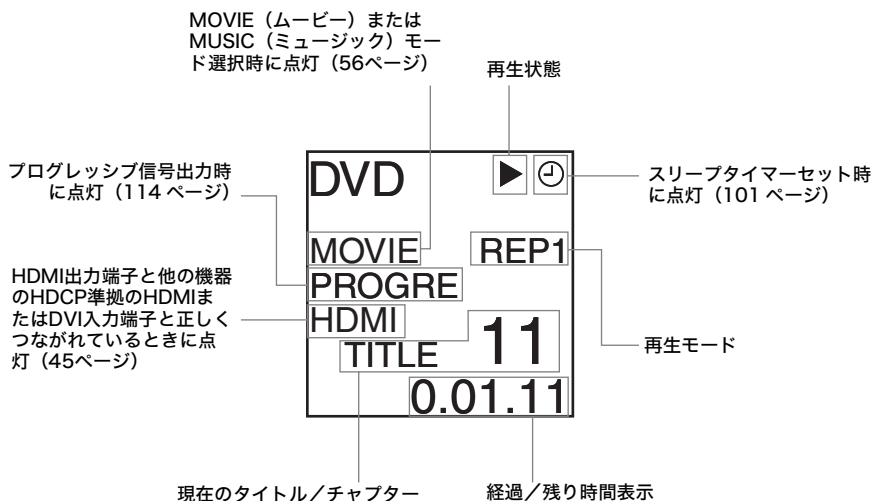 MOVIE（ムービー）または
MUSIC（ミュージック）モー
ド選択時に点灯（56ページ）
再生状態
プログレッシブ信号出力時
に点灯（114 ページ）
スリープタイマーセット時
に点灯（101 ページ）
HDMI出力端子と他の機器
のHDCP準拠のHDMIま
たはDVI入力端子と正しく
つながれているときに点
灯（45ページ）
DVD
MOVIE
REP1
PROGRE
HDMI
TITLE 11
0.01.11
再生モード
現在のタイトル／チャプター
経過／残り時間表示